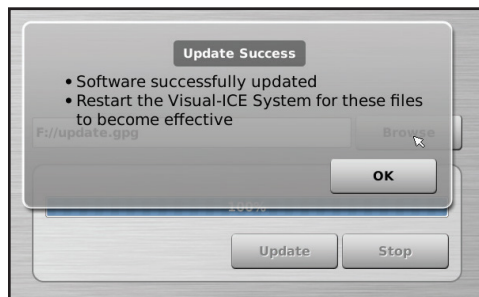 Update Success
• Software successfully updated
• Restart the Visual-ICE System for these files
to become effective
F://update.gpg
Browse
OK
100%
Update
Stop